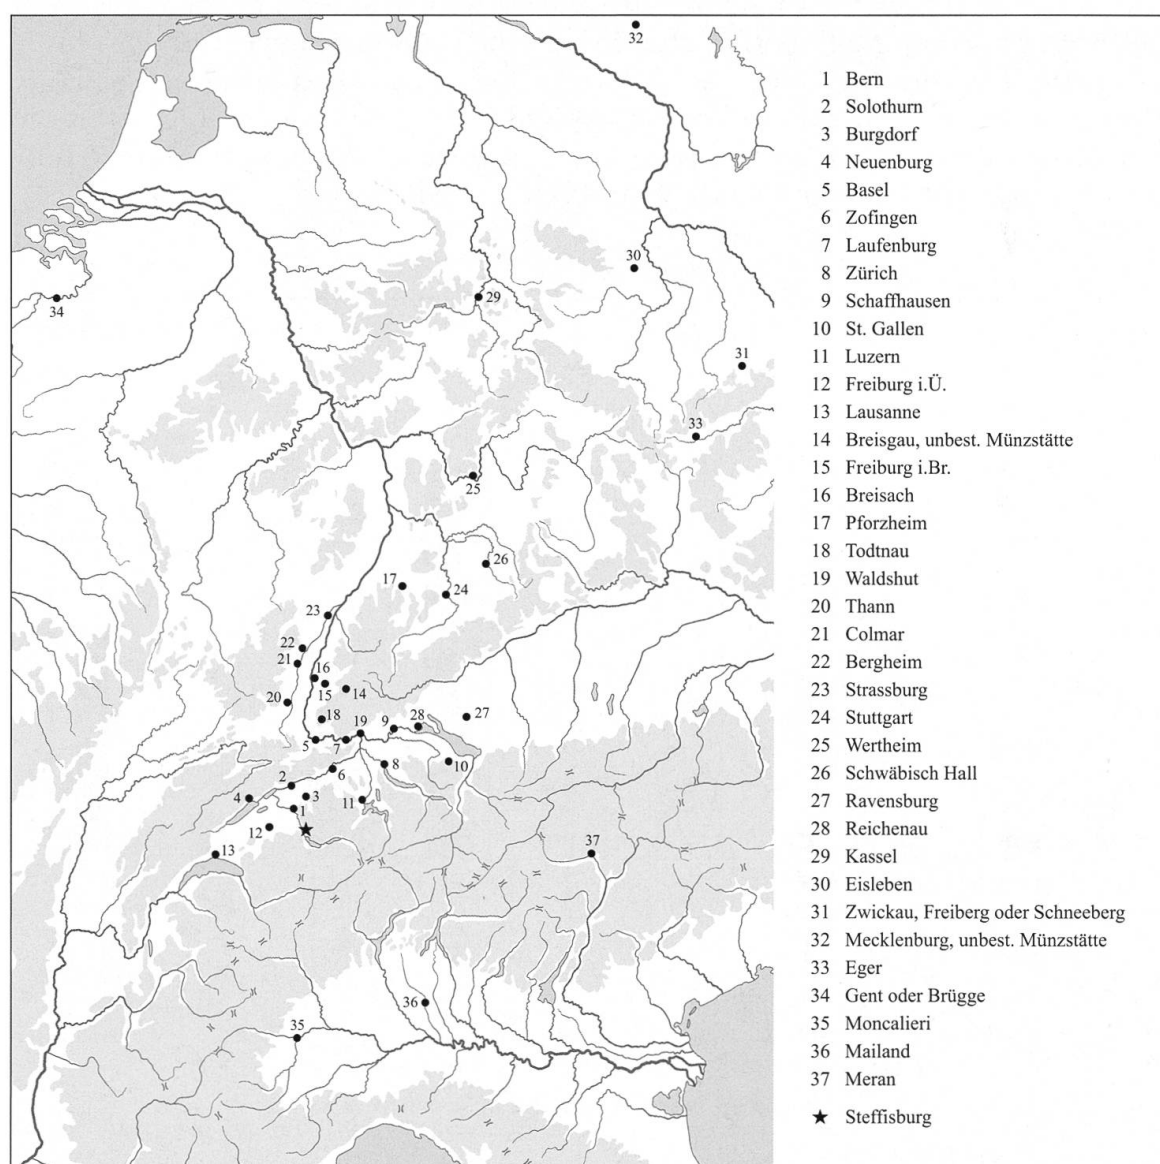 32
30
29
34
31
33
25
26
17
24
23
22
21
16
15
14
20
18
19
9
28
27
5
7
6
8
10
2
4
3
11
1
12
13
37
36
35
1 Bern
2 Solothurn
3 Burgdorf
4 Neuenburg
5 Basel
6 Zofingen
7 Laufenburg
8 Zürich
9 Schaffhausen
10 St. Gallen
11 Luzern
12 Freiburg i.Ü.
13 Lausanne
14 Breisgau, unbest. Münzstätte
15 Freiburg i.Br.
16 Breisach
17 Pforzheim
18 Todtnau
19 Waldshut
20 Thann
21 Colmar
22 Bergheim
23 Strassburg
24 Stuttgart
25 Wertheim
26 Schwäbisch Hall
27 Ravensburg
28 Reichenau
29 Kassel
30 Eisleben
31 Zwickau, Freiberg oder Schneeberg
32 Mecklenburg, unbest. Münzstätte
33 Eger
34 Gent oder Brügge
35 Moncalieri
36 Mailand
37 Meran
★ Steffisburg